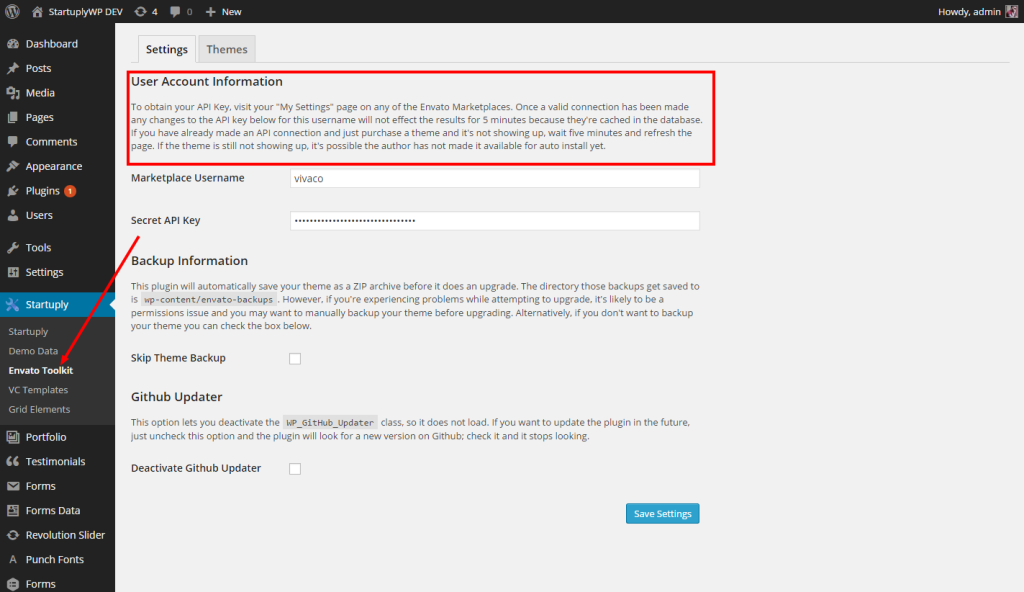 StartuplyWP DEV 4 0 New Howdy, admin
Dashboard
Posts
Media
Pages
Comments
Appearance
Plugins 1
Users
Tools
Settings
Startuply
Startuply
Demo Data
Envato Toolkit
VC Templates
Grid Elements
Portfolio
Testimonials
Forms
Forms Data
Revolution Slider
Punch Fonts
Forms
Settings Themes
User Account Information
To obtain your API Key, visit your "My Settings" page on any of the Envato Marketplaces. Once a valid connection has been made
any changes to the API key below for this username will not effect the results for 5 minutes because they're cached in the database.
If you have already made an API connection and just purchase a theme and it's not showing up, wait five minutes and refresh the
page. If the theme is still not showing up, it's possible the author has not made it available for auto install yet.
Marketplace Username vivaco
Secret API Key ••••••••••••••••••••••••••••••••
Backup Information
This plugin will automatically save your theme as a ZIP archive before it does an upgrade. The directory those backups get saved to
is wp-content/envato-backups . However, if you're experiencing problems while attempting to upgrade, it's likely to be a
permissions issue and you may want to manually backup your theme before upgrading. Alternatively, if you don't want to backup
your theme you can check the box below.
Skip Theme Backup
Github Updater
This option lets you deactivate the WP_GitHub_Updater class, so it does not load. If you want to update the plugin in the future,
just uncheck this option and the plugin will look for a new version on Github; check it and it stops looking.
Deactivate Github Updater
Save Settings